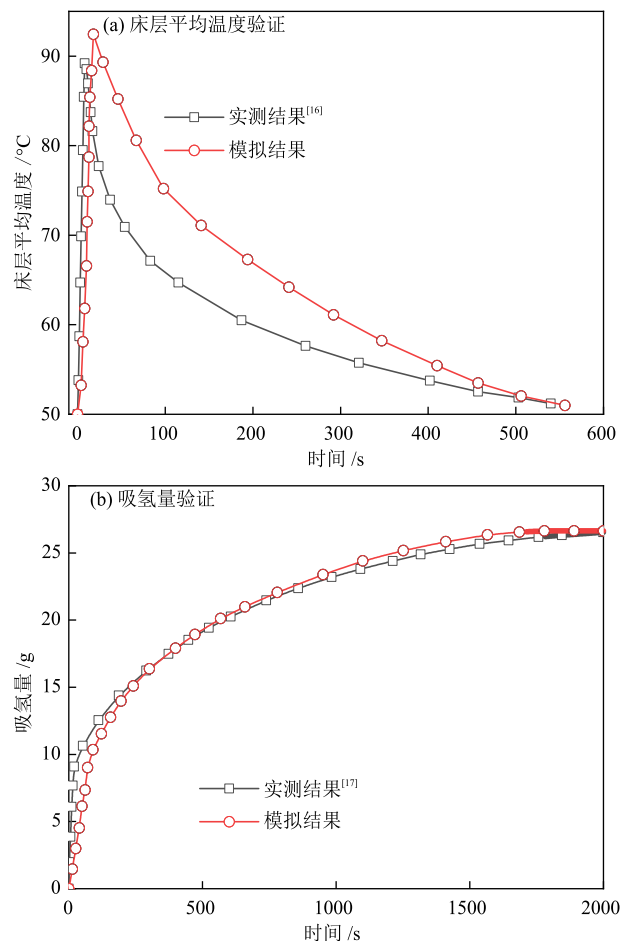 (a) 床层平均温度验证
90
80
70
60
50
床层平均温度 /°C
实测结果[16]
模拟结果
0 100 200 300 400 500 600
时间 /s
(b) 吸氢量验证
30
25
20
15
10
5
0
吸氢量 /g
实测结果[17]
模拟结果
0 500 1000 1500 2000
时间 /s